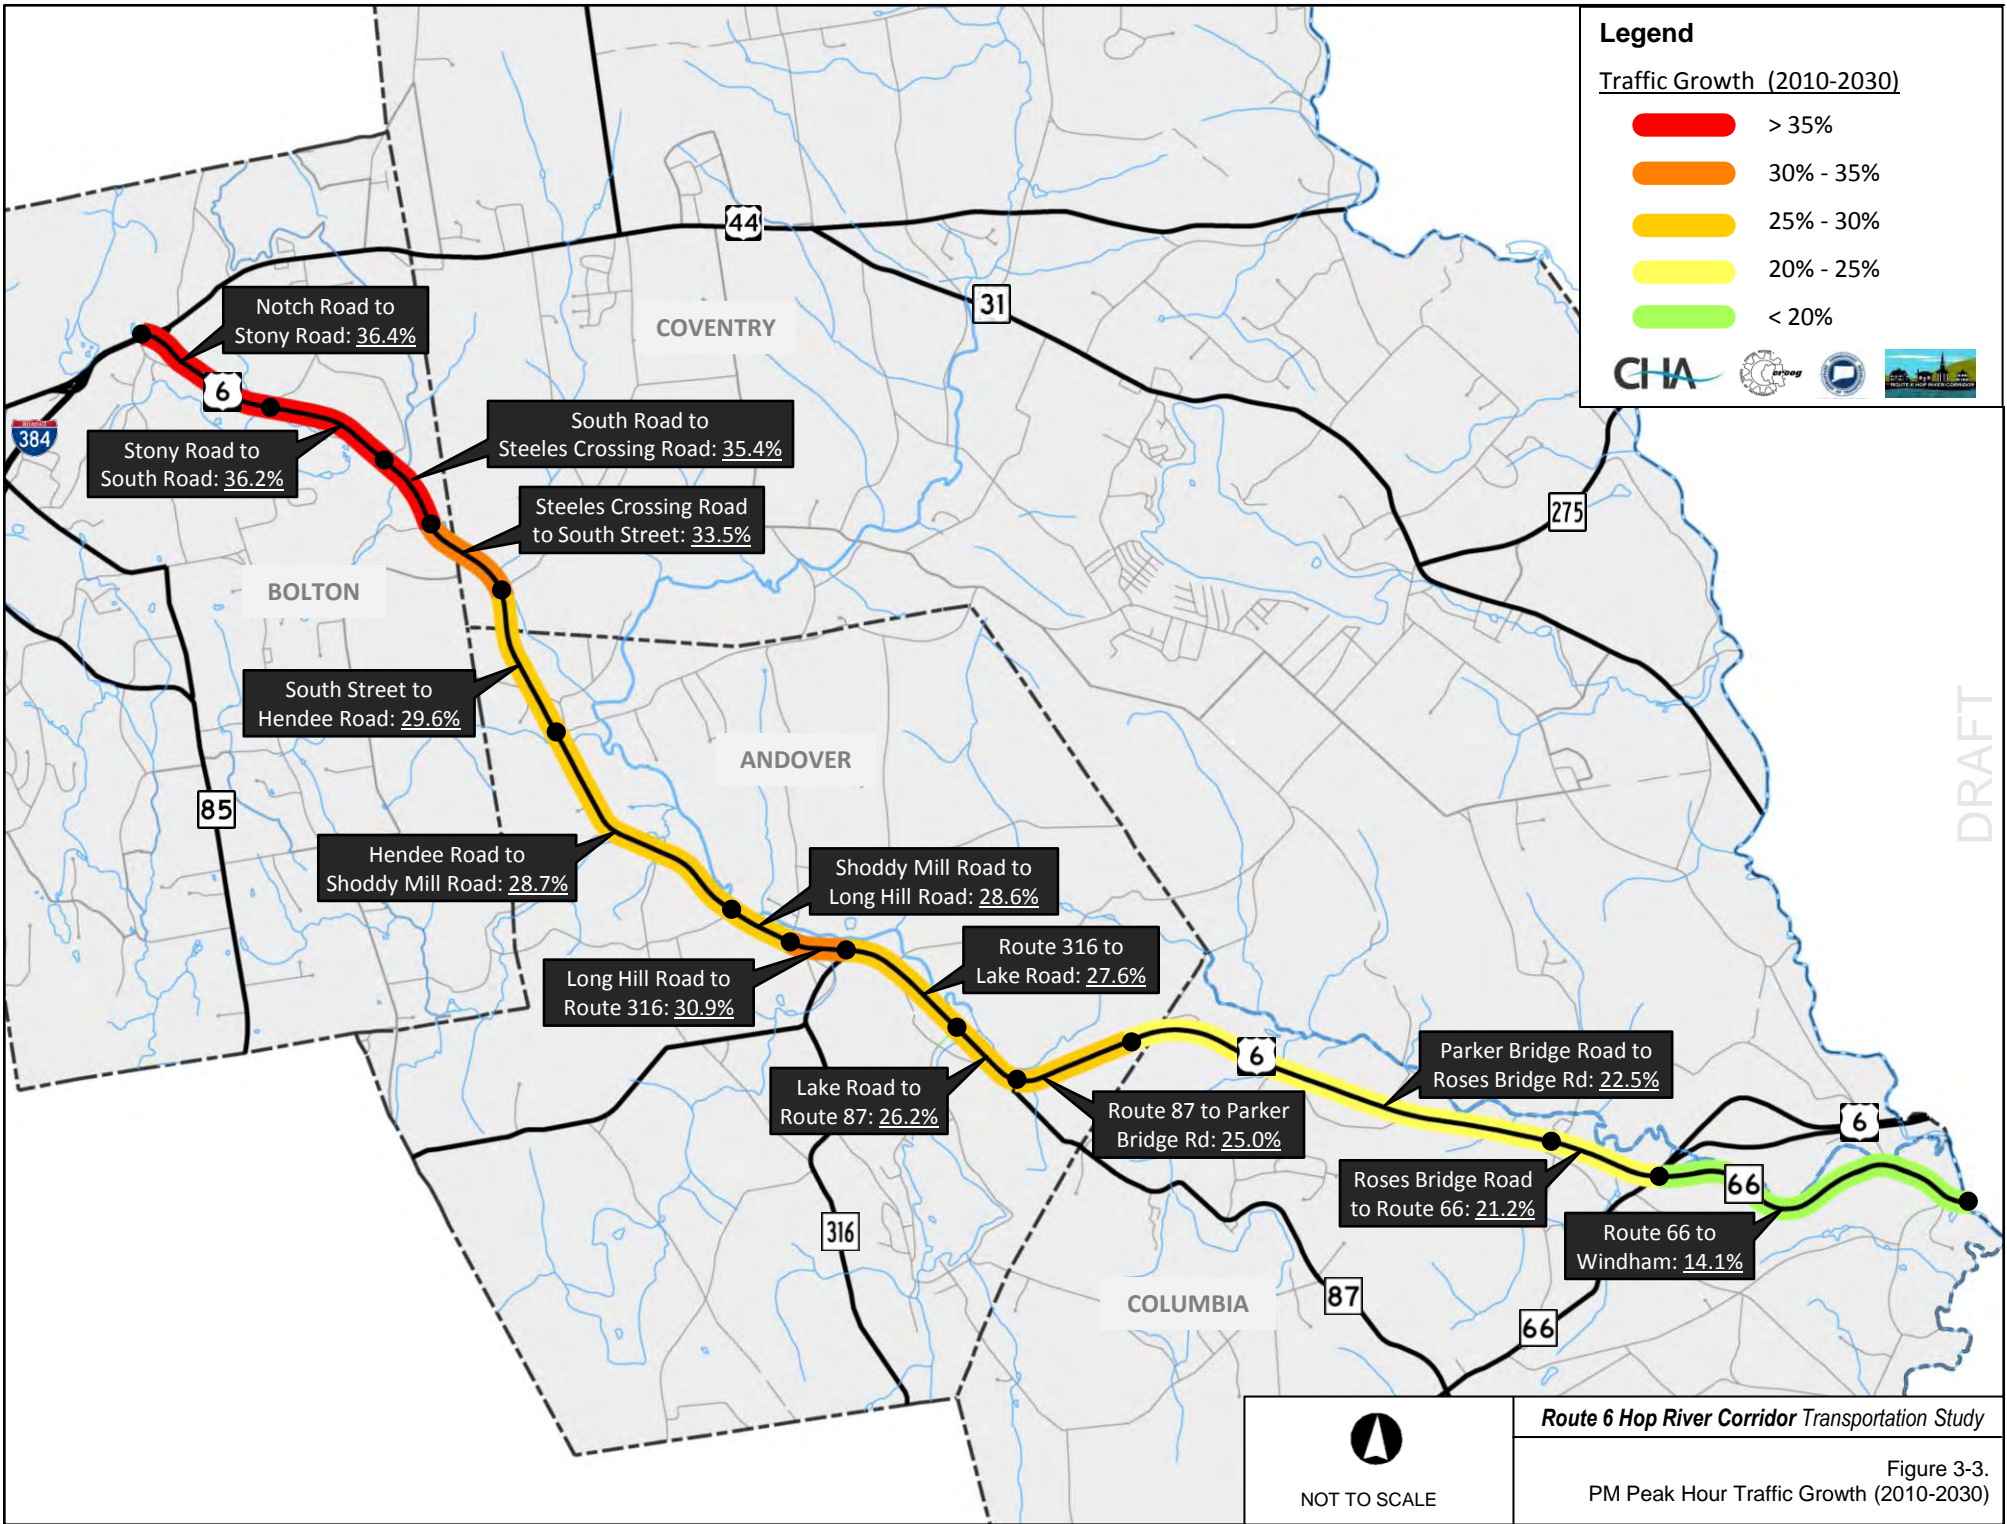 Legend
Traffic Growth (2010-2030)
> 35%
30% - 35%
25% - 30%
20% - 25%
< 20%
CHA
crcog
ROUTE 6 HOP RIVER CORRIDOR
44
31
COVENTRY
Notch Road to
Stony Road: 36.4%
6
INTERSTATE
384
Stony Road to
South Road: 36.2%
South Road to
Steeles Crossing Road: 35.4%
Steeles Crossing Road
to South Street: 33.5%
275
BOLTON
South Street to
Hendee Road: 29.6%
ANDOVER
85
DRAFT
Hendee Road to
Shoddy Mill Road: 28.7%
Shoddy Mill Road to
Long Hill Road: 28.6%
Long Hill Road to
Route 316: 30.9%
Route 316 to
Lake Road: 27.6%
6
Parker Bridge Road to
Roses Bridge Rd: 22.5%
Lake Road to
Route 87: 26.2%
Route 87 to Parker
Bridge Rd: 25.0%
6
Roses Bridge Road
to Route 66: 21.2%
66
Route 66 to
Windham: 14.1%
316
COLUMBIA
87
66
NOT TO SCALE
Route 6 Hop River Corridor Transportation Study
Figure 3-3.
PM Peak Hour Traffic Growth (2010-2030)